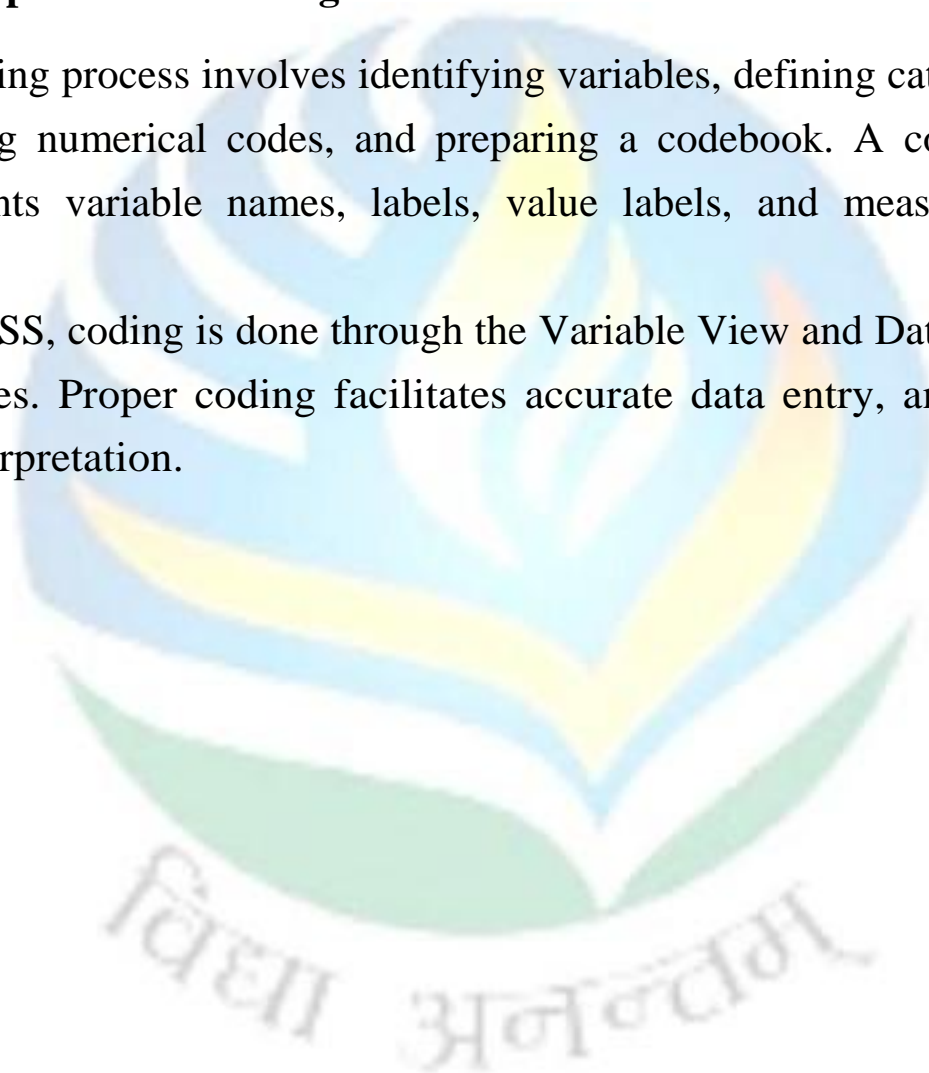 ing process involves identifying variables, defining cat
g numerical codes, and preparing a codebook. A co
nts variable names, labels, value labels, and meas
SS, coding is done through the Variable View and Dat
es. Proper coding facilitates accurate data entry, an
rpretation.
विद्या अनन्तम्